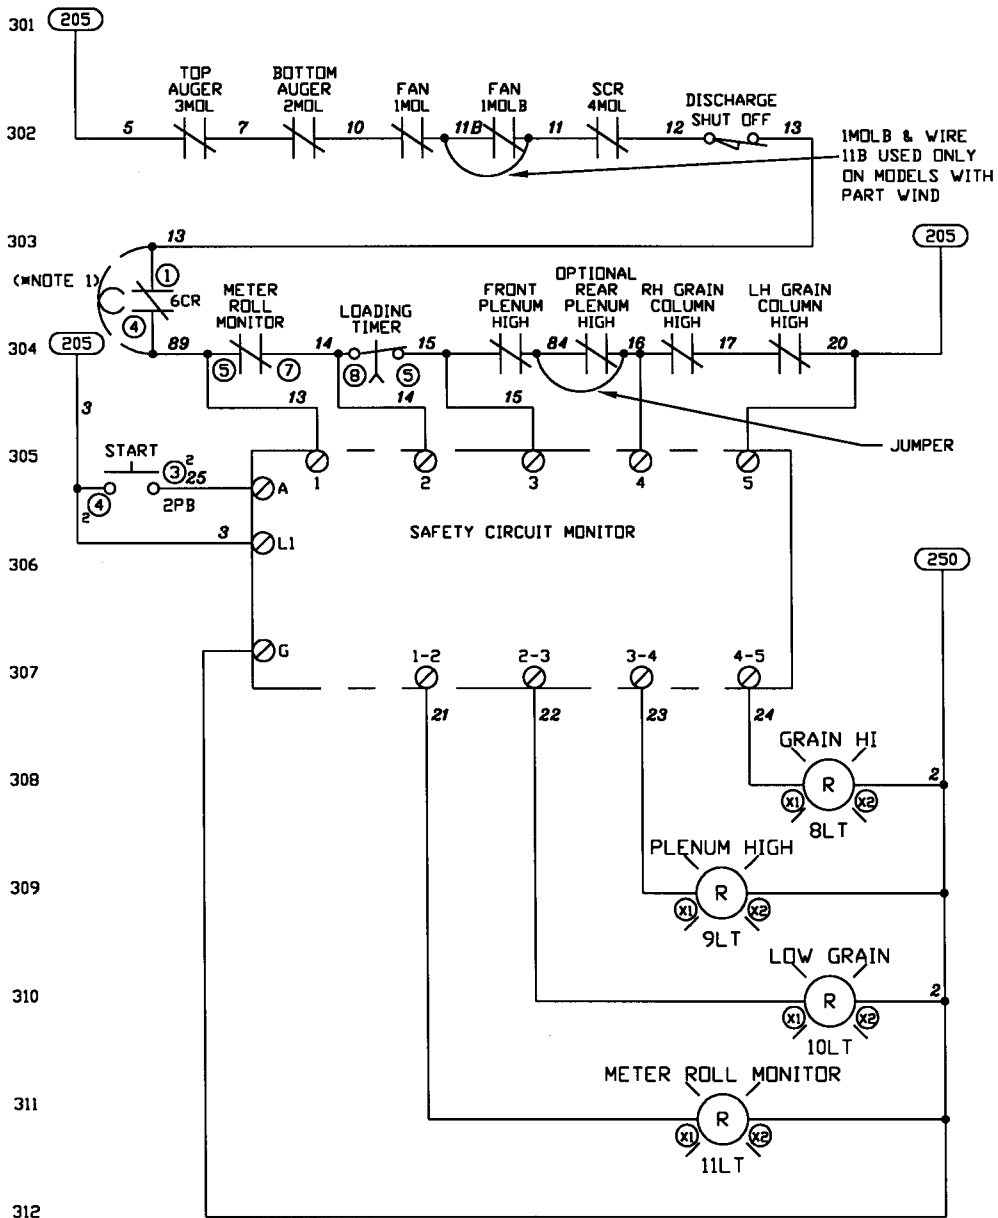 301
205
TOP
AUGER
3MOL
BOTTOM
AUGER
2MOL
FAN
1MOL
FAN
1MOLB
SCR
4MOL
DISCHARGE
SHUT OFF
302
5
7
10
11B
11
12
13
1MOLB & WIRE
11B USED ONLY
ON MODELS WITH
PART WIND
303
13
205
(*NOTE 1)
1
6CR
4
METER
ROLL
MONITOR
LOADING
TIMER
FRONT
PLENUM
HIGH
OPTIONAL
REAR
PLENUM
HIGH
RH GRAIN
COLUMN
HIGH
LH GRAIN
COLUMN
HIGH
304
205
89
5
7
14
8
5
15
84
16
17
20
3
13
14
15
JUMPER
305
START
3
2
25
4
2
2PB
A
1
2
3
4
5
3
L1
SAFETY CIRCUIT MONITOR
306
250
G
307
1-2
2-3
3-4
4-5
21
22
23
24
GRAIN HI
308
R
2
X1
X2
8LT
PLENUM HIGH
309
R
X1
X2
9LT
LOW GRAIN
310
R
2
X1
X2
10LT
METER ROLL MONITOR
311
R
X1
X2
11LT
312